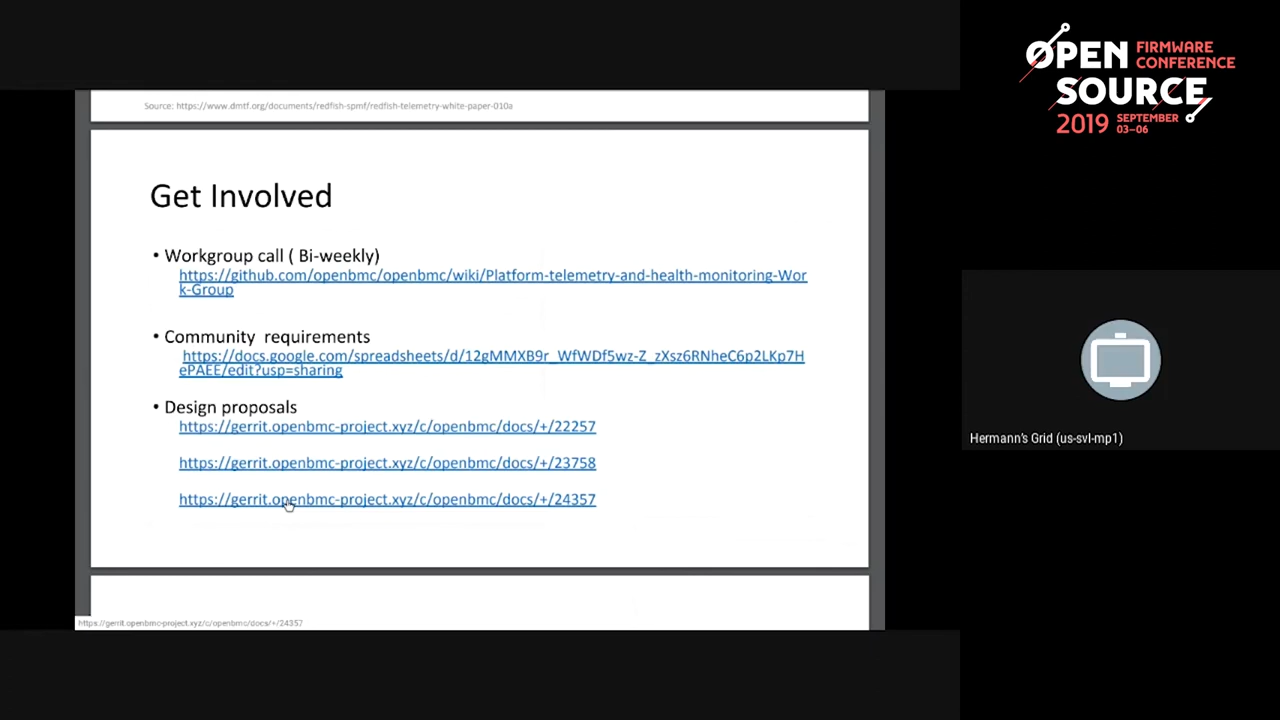 Source: https://www.dmtf.org/documents/redfish-spmf/redfish-telemetry-white-paper-010a
Get Involved
• Workgroup call ( Bi-weekly)
https://github.com/openbmc/openbmc/wiki/Platform-telemetry-and-health-monitoring-Wor
k-Group
• Community requirements
https://docs.google.com/spreadsheets/d/12gMMXB9r_WfWDf5wz-Z_zXsz6RNheC6p2LKp7H
ePAEE/edit?usp=sharing
• Design proposals
https://gerrit.openbmc-project.xyz/c/openbmc/docs/+/22257
https://gerrit.openbmc-project.xyz/c/openbmc/docs/+/23758
https://gerrit.openbmc-project.xyz/c/openbmc/docs/+/24357
https://gerrit.openbmc-project.xyz/c/openbmc/docs/+/24357
OPEN FIRMWARE
CONFERENCE
SOURCE
2019 SEPTEMBER
03–06
Hermann's Grid (us-svl-mp1)